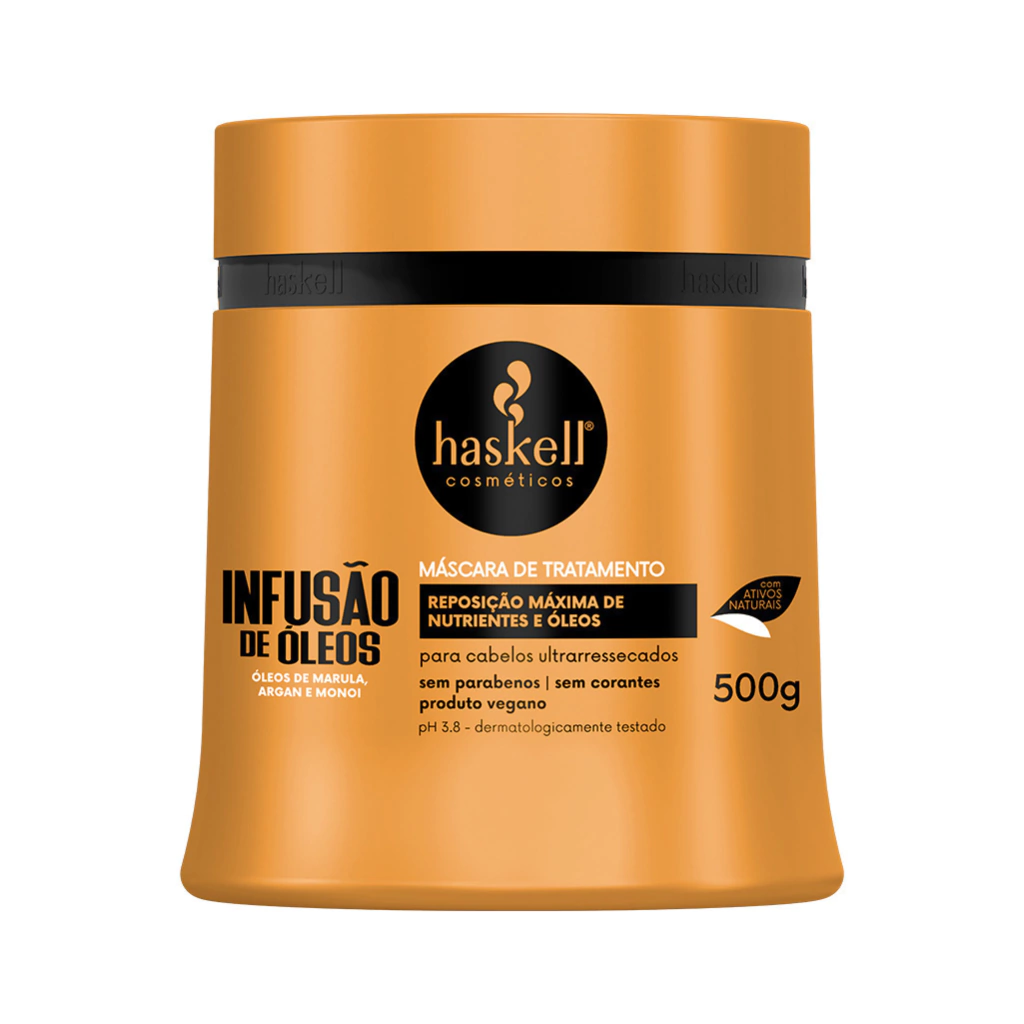 haskell
haskell
haskell®
cosméticos
INFUSÃO
DE ÓLEOS
ÓLEOS DE MARULA,
ARGAN E MONOI
MÁSCARA DE TRATAMENTO
REPOSIÇÃO MÁXIMA DE
NUTRIENTES E ÓLEOS
para cabelos ultrarressecados
sem parabenos | sem corantes
produto vegano
pH 3.8 - dermatologicamente testado
com
ATIVOS
NATURAIS
500g